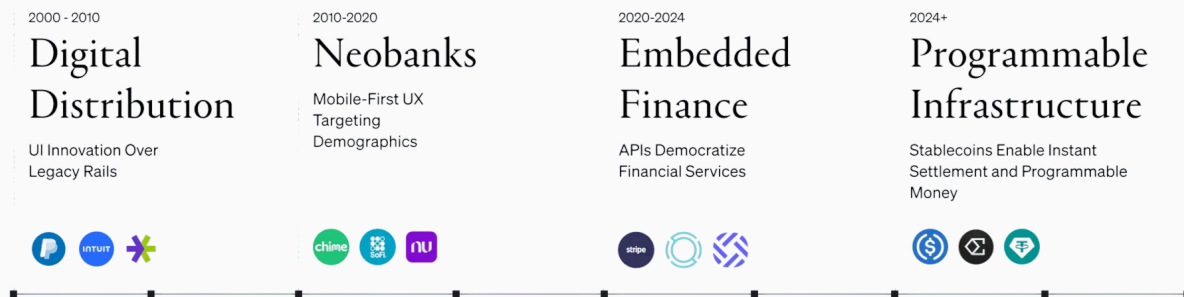 2000 - 2010
Digital
Distribution
UI Innovation Over
Legacy Rails
INTUIT
2010-2020
Neobanks
Mobile-First UX
Targeting
Demographics
chime
SoFi
nu
2020-2024
Embedded
Finance
APIs Democratize
Financial Services
stripe
2024+
Programmable
Infrastructure
Stablecoins Enable Instant
Settlement and Programmable
Money